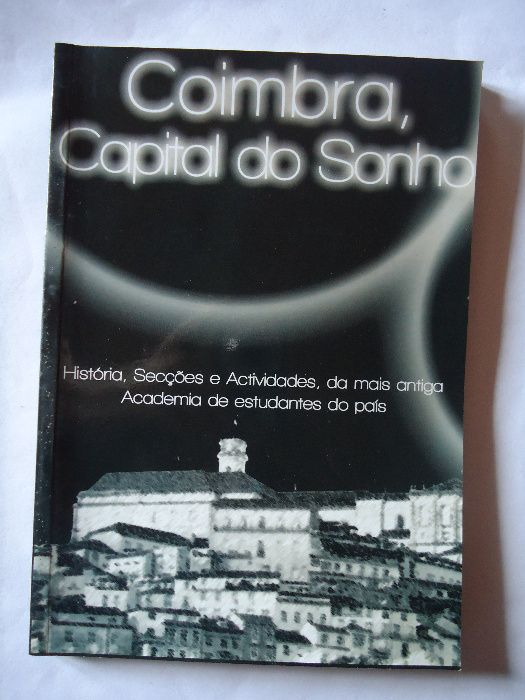 Coimbra,
Capital do Sonho
História, Secções e Actividades, da mais antiga
Academia de estudantes do país